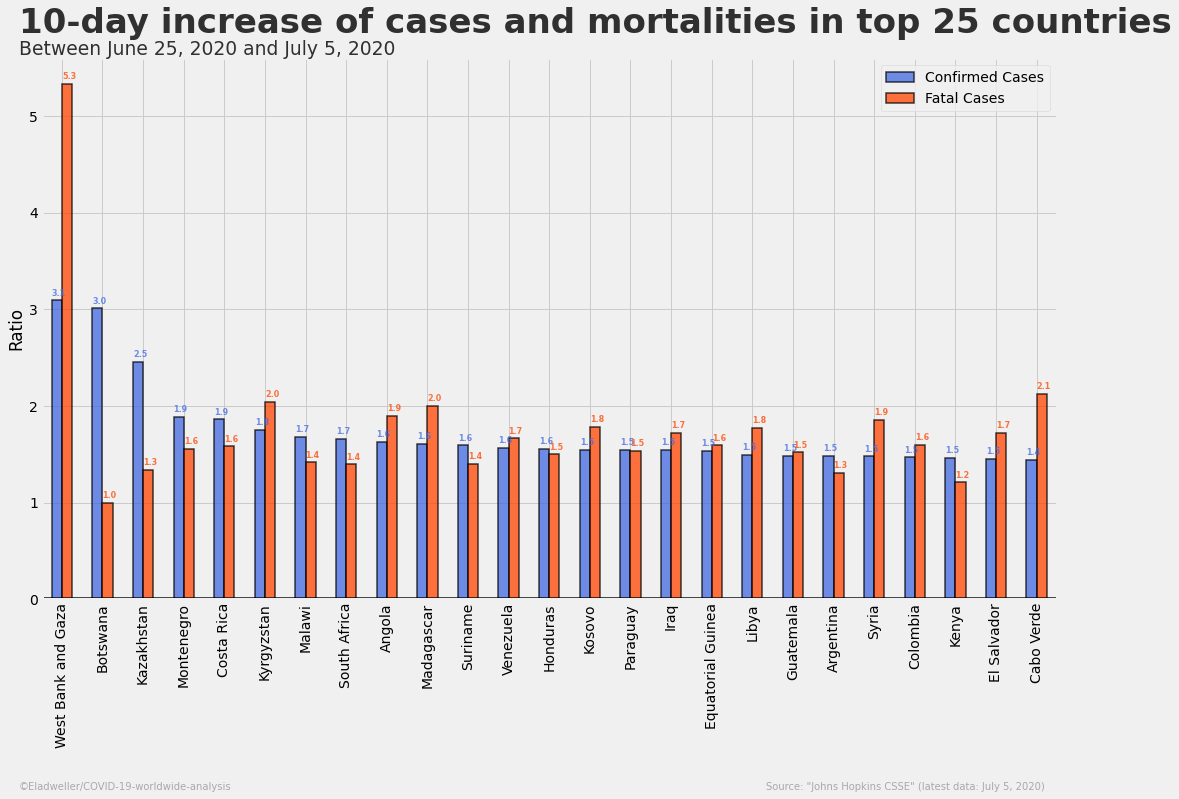 10-day increase of cases and mortalities in top 25 countries
Between June 25, 2020 and July 5, 2020
Confirmed Cases
Fatal Cases
Ratio
5
4
3
2
1
0
5.3
3.0 1.0
2.5 1.3
1.9 1.6
1.9 1.6
2.0
1.7 1.4
1.7 1.4
1.9
2.0
1.6 1.4
1.7
1.6 1.5
1.8
1.5 1.5
1.7
1.5 1.6
1.8
1.5 1.5
1.5 1.3
1.9
1.6
1.5 1.2
1.7
2.1
West Bank and Gaza
Botswana
Kazakhstan
Montenegro
Costa Rica
Kyrgyzstan
Malawi
South Africa
Angola
Madagascar
Suriname
Venezuela
Honduras
Kosovo
Paraguay
Iraq
Equatorial Guinea
Libya
Guatemala
Argentina
Syria
Colombia
Kenya
El Salvador
Cabo Verde
©Eladweller/COVID-19-worldwide-analysis
Source: "Johns Hopkins CSSE" (latest data: July 5, 2020)